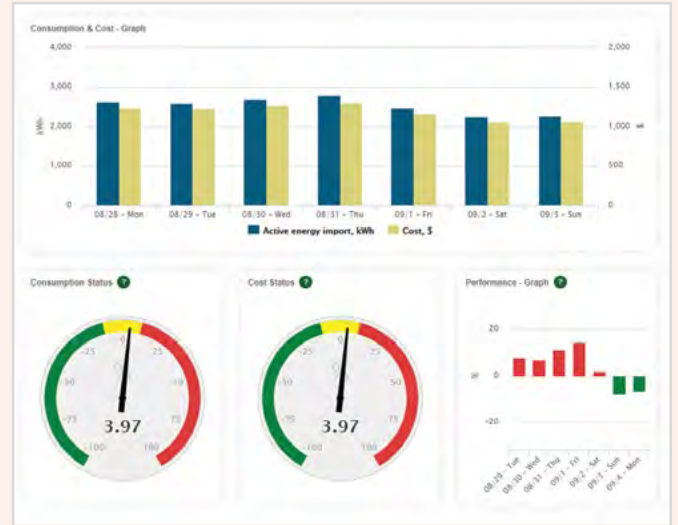 Consumption & Cost - Graph
4,000 2,000
3,000 1,500
kWh 2,000 1,000 $
1,000 500
0 0
08/28 - Mon 08/29 - Tue 08/30 - Wed 08/31 - Thu 09/1 - Fri 09/2 - Sat 09/3 - Sun
Active energy import, kWh Cost, $
Consumption Status ? Cost Status ? Performance - Graph ?
0 0 20
-25 25 -25 25
-50 50 -50 50 % 0
-75 75 -75 75
3.97 3.97 -20
-100 100 -100 100
08/29 - Tue 08/30 - Wed 08/31 - Thu 09/1 - Fri 09/2 - Sat 09/3 - Sun 09/4 - Mon